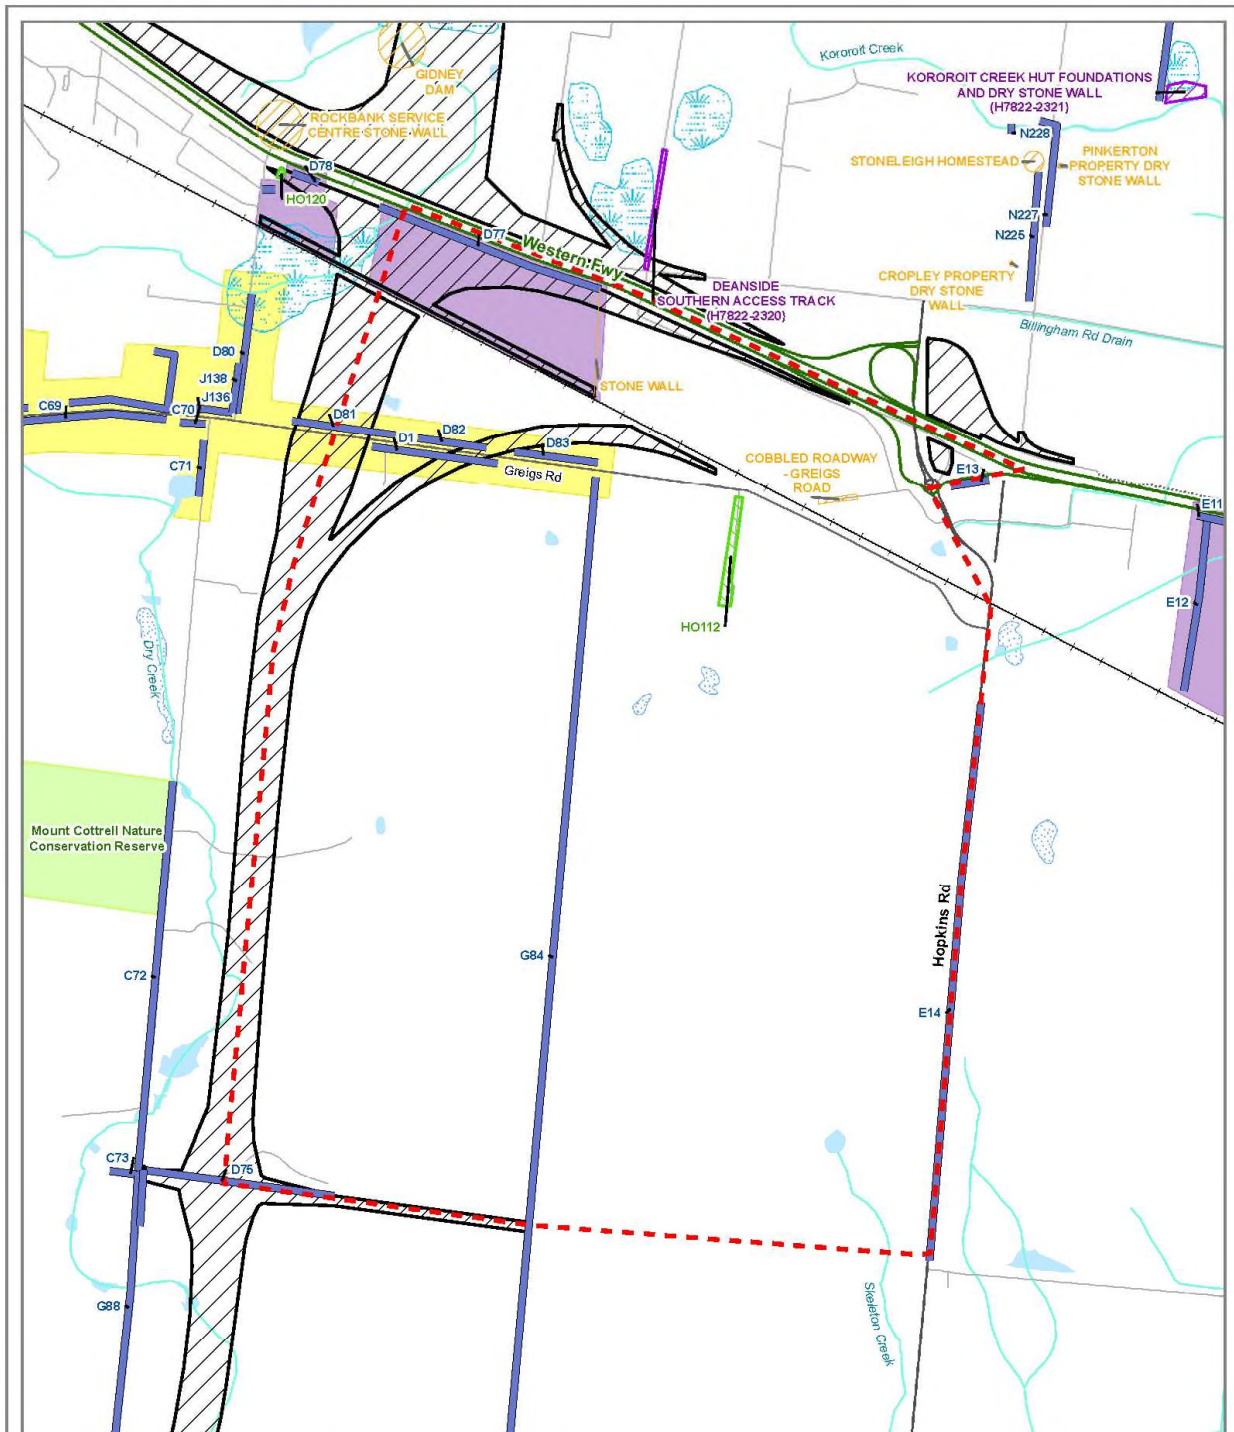 Kororoit Creek
GIDNEY
DAM
KOROROIT CREEK HUT FOUNDATIONS
AND DRY STONE WALL
(H7822-2321)
ROCKBANK SERVICE
CENTRE STONE WALL
N228
STONELEIGH HOMESTEAD
PINKERTON
PROPERTY DRY
STONE WALL
D78
HO120
N227
N225
D77
Western Fwy
CROPLEY PROPERTY
DRY STONE
WALL
DEANSIDE
SOUTHERN ACCESS TRACK
(H7822-2320)
Billingham Rd Drain
D80
J138
J136
STONE WALL
C69
C70
D81
D82
D1
D83
C71
Greigs Rd
COBBLED ROADWAY
- GREIGS
ROAD
E13
E11
E12
HO112
Dry Creek
Mount Cottrell Nature
Conservation Reserve
Hopkins Rd
G84
C72
E14
C73
D75
G88
Skeleton Creek